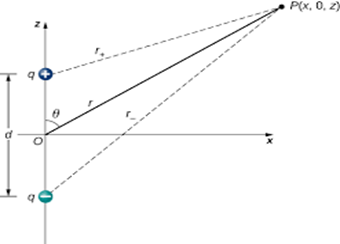 P(x, 0, z)
z
r+
q +
r
θ
d
r−
O
x
q −